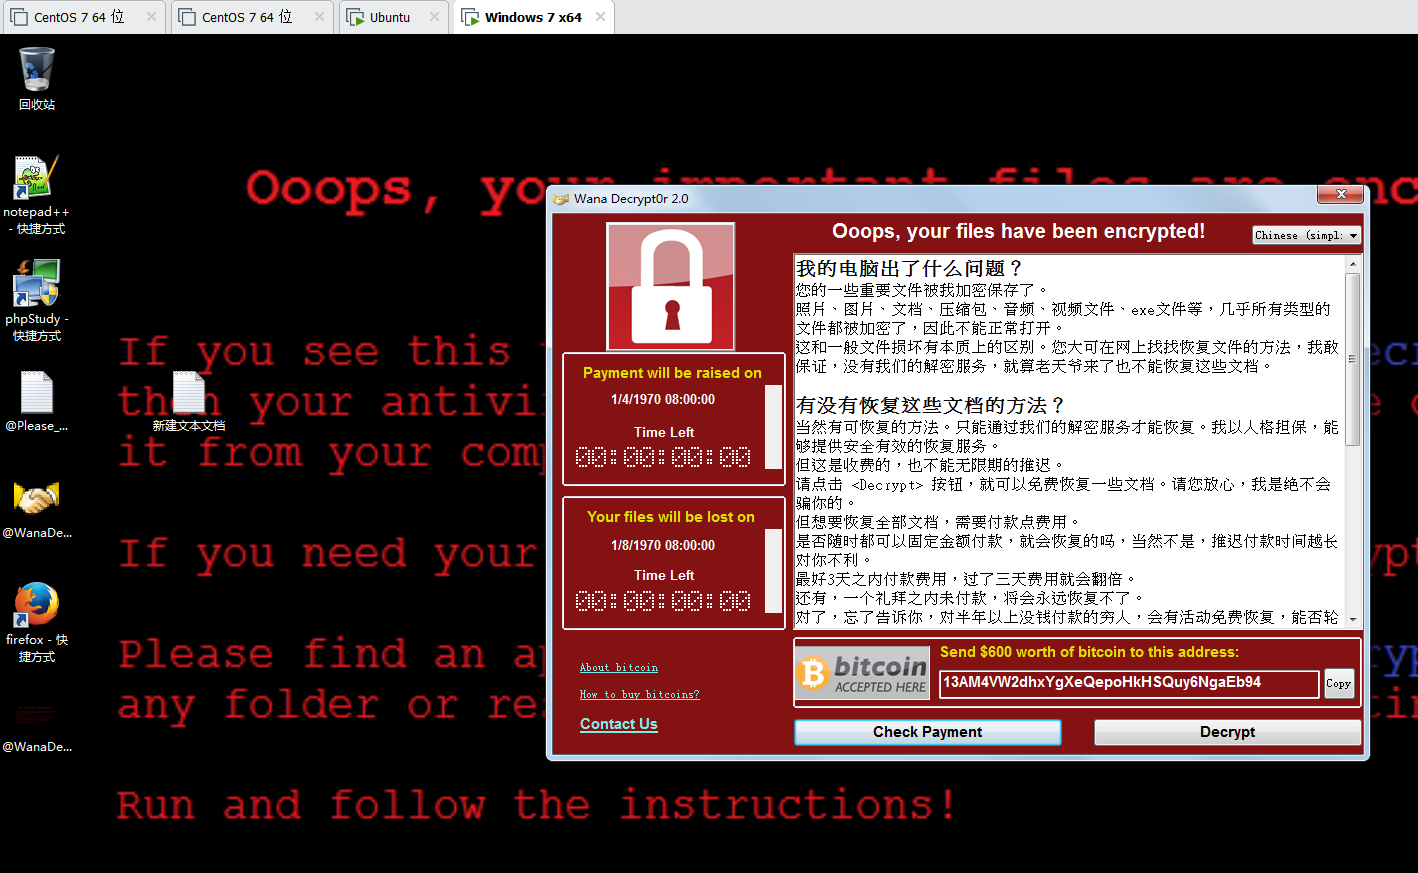 CentOS 7 64 位
CentOS 7 64 位
Ubuntu
Windows 7 x64
回收站
notepad++
- 快捷方式
phpStudy -
快捷方式
@Please_...
新建文本文档
@WanaDe...
firefox - 快
捷方式
@WanaDe...
Ooops, your important files are enc
If you see this
then your antivi
it from your comp
If you need your
Please find an ap
any folder or res
Run and follow the instructions!
Wana Decrypt0r 2.0
Ooops, your files have been encrypted!
Chinese (simpl:
Payment will be raised on
1/4/1970 08:00:00
Time Left
00:00:00:00
Your files will be lost on
1/8/1970 08:00:00
Time Left
00:00:00:00
About bitcoin
How to buy bitcoins?
Contact Us
我的电脑出了什么问题？
您的一些重要文件被我加密保存了。
照片、图片、文档、压缩包、音频、视频文件、exe文件等，几乎所有类型的
文件都被加密了，因此不能正常打开。
这和一般文件损坏有本质上的区别。您大可在网上找找恢复文件的方法，我敢
保证，没有我们的解密服务，就算老天爷来了也不能恢复这些文档。
有没有恢复这些文档的方法？
当然有可恢复的方法。只能通过我们的解密服务才能恢复。我以人格担保，能
够提供安全有效的恢复服务。
但这是收费的，也不能无限期的推迟。
请点击 <Decrypt> 按钮，就可以免费恢复一些文档。请您放心，我是绝不会
骗你的。
但想要恢复全部文档，需要付款点费用。
是否随时都可以固定金额付款，就会恢复的吗，当然不是，推迟付款时间越长
对你不利。
最好3天之内付款费用，过了三天费用就会翻倍。
还有，一个礼拜之内未付款，将会永远恢复不了。
对了，忘了告诉你，对半年以上没钱付款的穷人，会有活动免费恢复，能否轮
bitcoin
ACCEPTED HERE
Send $600 worth of bitcoin to this address:
13AM4VW2dhxYgXeQepoHkHSQuy6NgaEb94
Copy
Check Payment
Decrypt